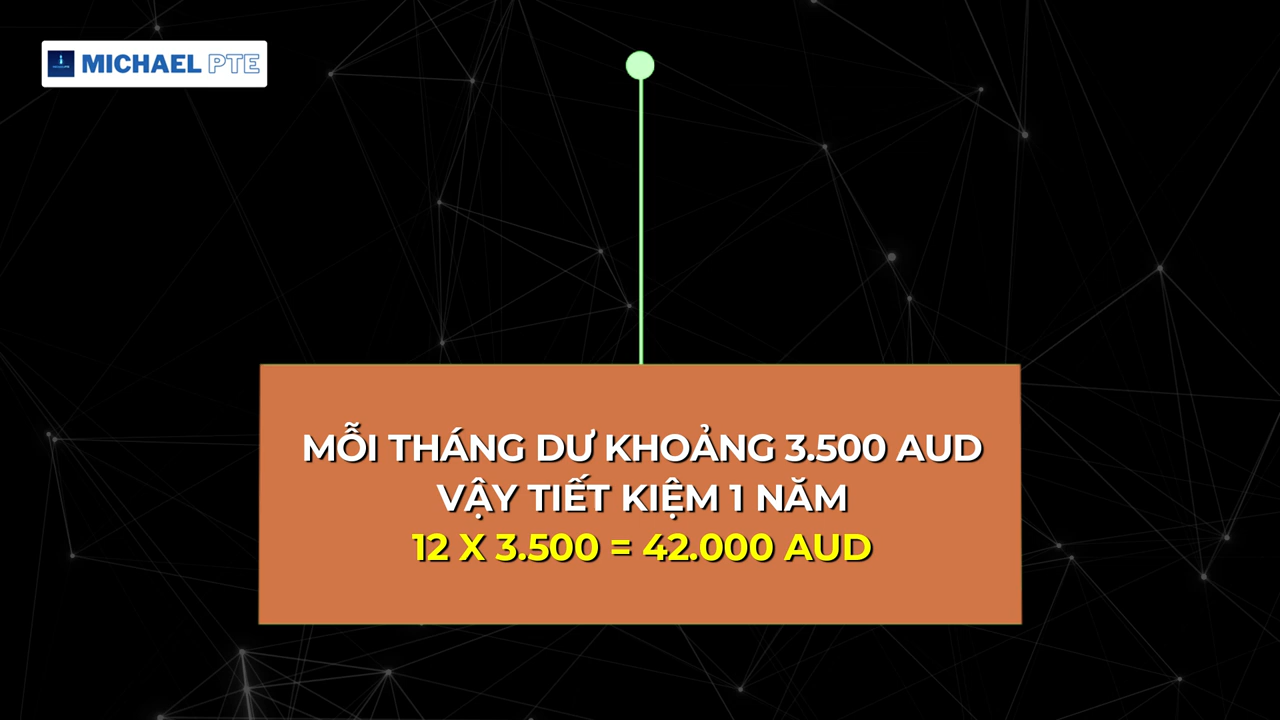 MICHAEL PTE
MỖI THÁNG DƯ KHOẢNG 3.500 AUD
VẬY TIẾT KIỆM 1 NĂM
12 X 3.500 = 42.000 AUD